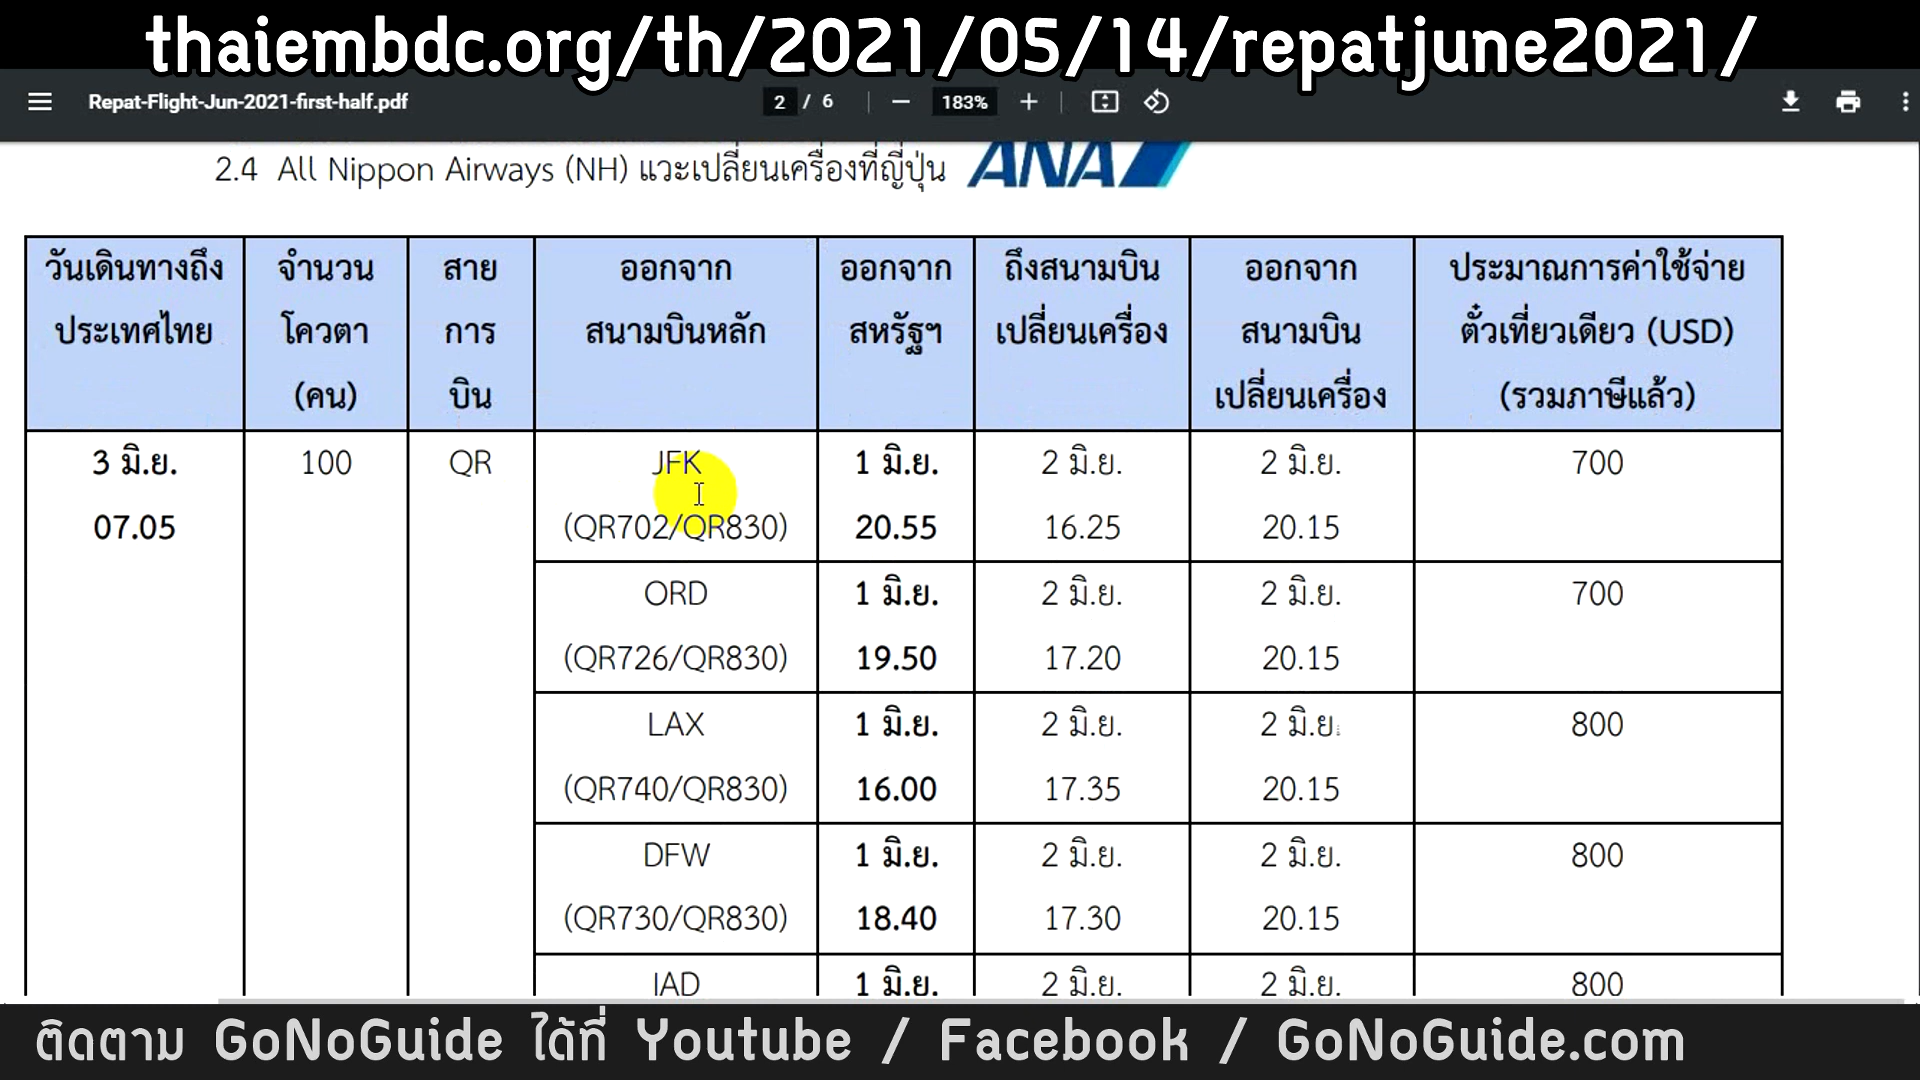 thaiembdc.org/th/2021/05/14/repatjune2021/
Repat-Flight-Jun-2021-first-half.pdf 2 / 6 183%
2.4 All Nippon Airways (NH) แวะเปลี่ยนเครื่องที่ญี่ปุ่น ANA
วันเดินทางถึง จำนวน สาย ออกจาก ออกจาก ถึงสนามบิน ออกจาก ประมาณการค่าใช้จ่าย
ประเทศไทย โควตา การ สนามบินหลัก สหรัฐฯ เปลี่ยนเครื่อง สนามบิน ตั๋วเที่ยวเดียว (USD)
(คน) บิน เปลี่ยนเครื่อง (รวมภาษีแล้ว)
3 มิ.ย. 100 QR JFK 1 มิ.ย. 2 มิ.ย. 2 มิ.ย. 700
07.05 (QR702/QR830) 20.55 16.25 20.15
ORD 1 มิ.ย. 2 มิ.ย. 2 มิ.ย. 700
(QR726/QR830) 19.50 17.20 20.15
LAX 1 มิ.ย. 2 มิ.ย. 2 มิ.ย. 800
(QR740/QR830) 16.00 17.35 20.15
DFW 1 มิ.ย. 2 มิ.ย. 2 มิ.ย. 800
(QR730/QR830) 18.40 17.30 20.15
IAD 1 มิ.ย. 2 มิ.ย. 2 มิ.ย. 800
ติดตาม GoNoGuide ได้ที่ Youtube / Facebook / GoNoGuide.com